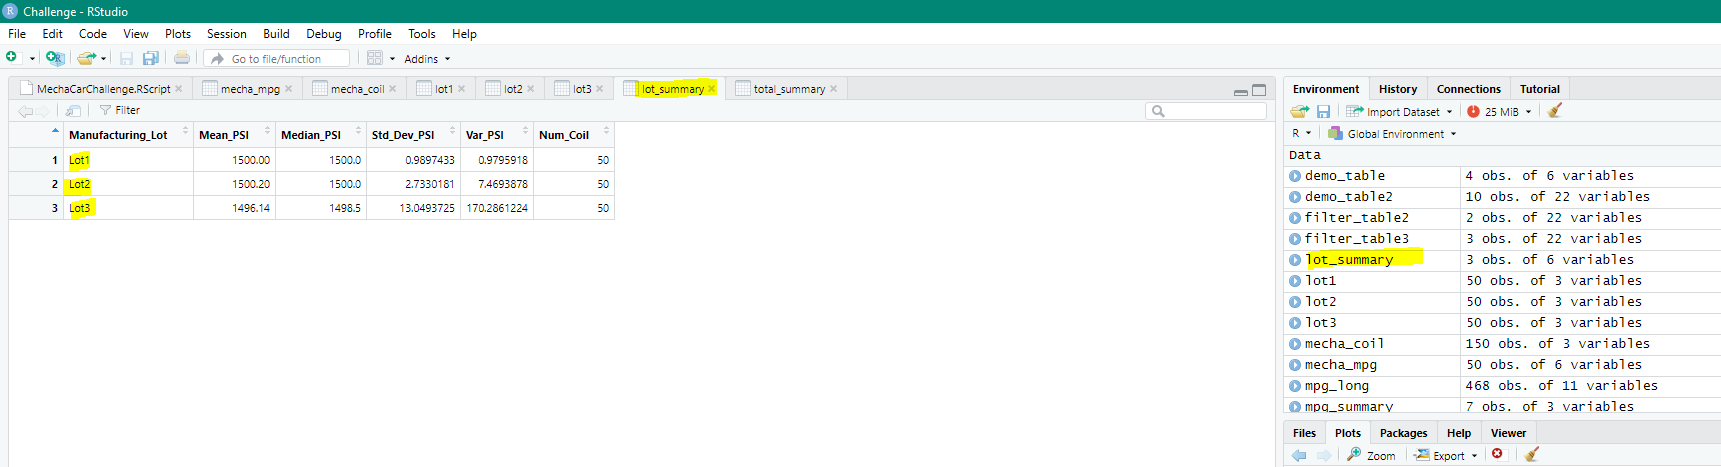 Challenge - RStudio
File Edit Code View Plots Session Build Debug Profile Tools Help
Go to file/function Addins
MechaCarChallenge.RScript mecha_mpg mecha_coil lot1 lot2 lot3 lot_summary total_summary
Filter
Manufacturing_Lot Mean_PSI Median_PSI Std_Dev_PSI Var_PSI Num_Coil
1 Lot1 1500.00 1500.0 0.9897433 0.9795918 50
2 Lot2 1500.20 1500.0 2.7330181 7.4693878 50
3 Lot3 1496.14 1498.5 13.0493725 170.2861224 50
Environment History Connections Tutorial
Import Dataset 25 MiB
R Global Environment
Data
demo_table 4 obs. of 6 variables
demo_table2 10 obs. of 22 variables
filter_table2 2 obs. of 22 variables
filter_table3 3 obs. of 22 variables
lot_summary 3 obs. of 6 variables
lot1 50 obs. of 3 variables
lot2 50 obs. of 3 variables
lot3 50 obs. of 3 variables
mecha_coil 150 obs. of 3 variables
mecha_mpg 50 obs. of 6 variables
mpg_long 468 obs. of 11 variables
mpg_summary 7 obs. of 3 variables
Files Plots Packages Help Viewer
Zoom Export